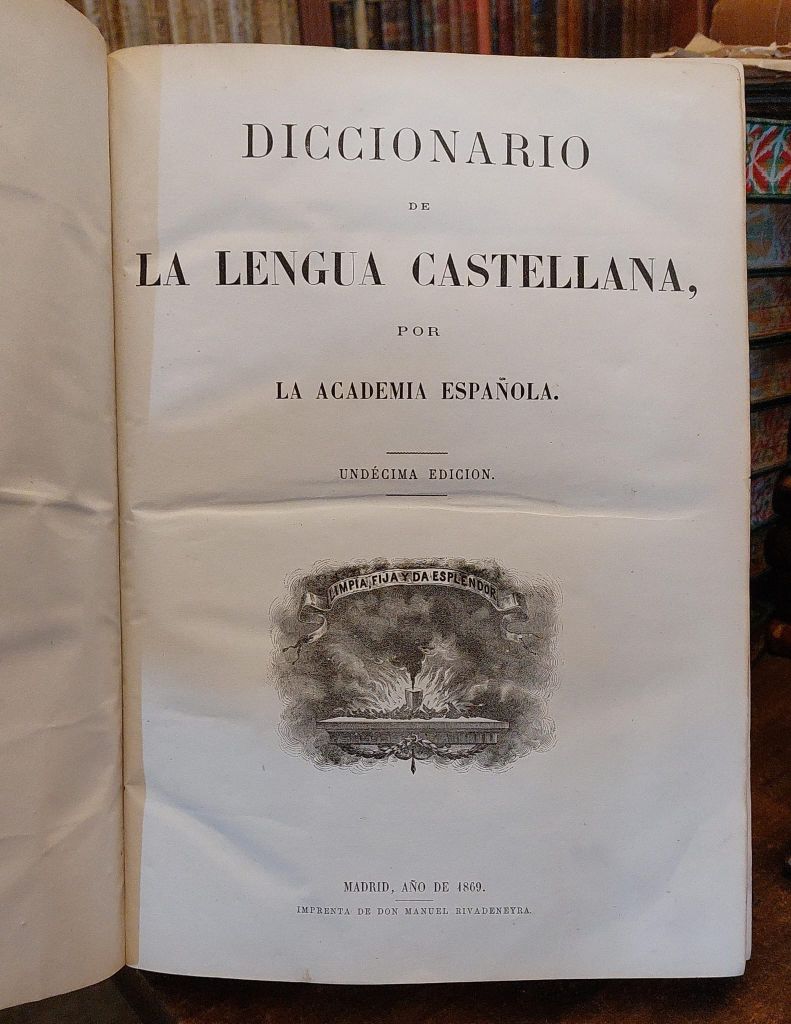 DICCIONARIO
DE
LA LENGUA CASTELLANA,
POR
LA ACADEMIA ESPAÑOLA.
UNDÉCIMA EDICION.
LIMPIA, FIJA Y DA ESPLENDOR
MADRID, AÑO DE 1869.
IMPRENTA DE DON MANUEL RIVADENEYRA.